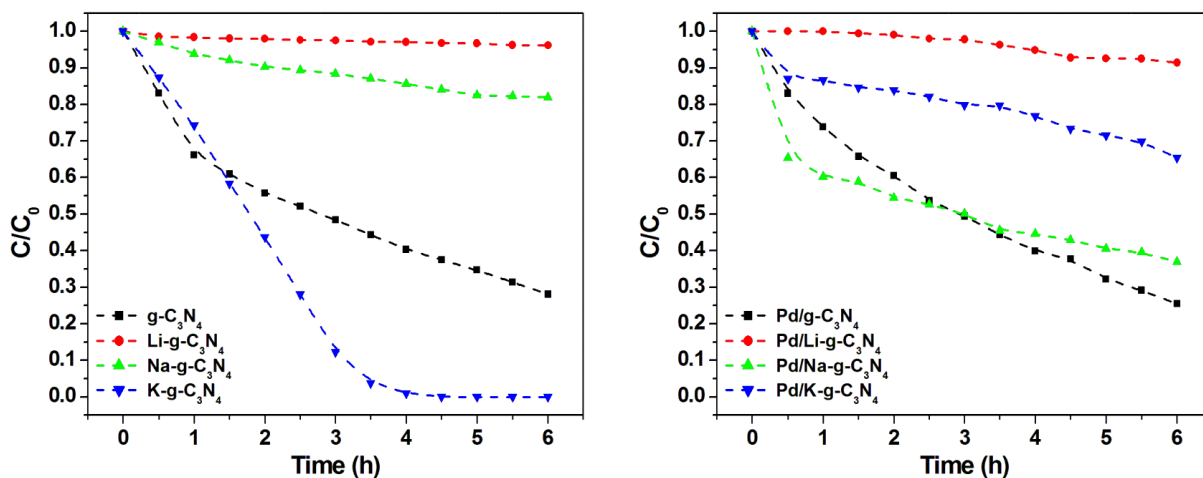 1.0
0.9
0.8
0.7
0.6
0.5
0.4
0.3
0.2
0.1
0.0
C/C₀
g-C₃N₄
Li-g-C₃N₄
Na-g-C₃N₄
K-g-C₃N₄
0 1 2 3 4 5 6
Time (h)
1.0
0.9
0.8
0.7
0.6
0.5
0.4
0.3
0.2
0.1
0.0
C/C₀
Pd/g-C₃N₄
Pd/Li-g-C₃N₄
Pd/Na-g-C₃N₄
Pd/K-g-C₃N₄
0 1 2 3 4 5 6
Time (h)